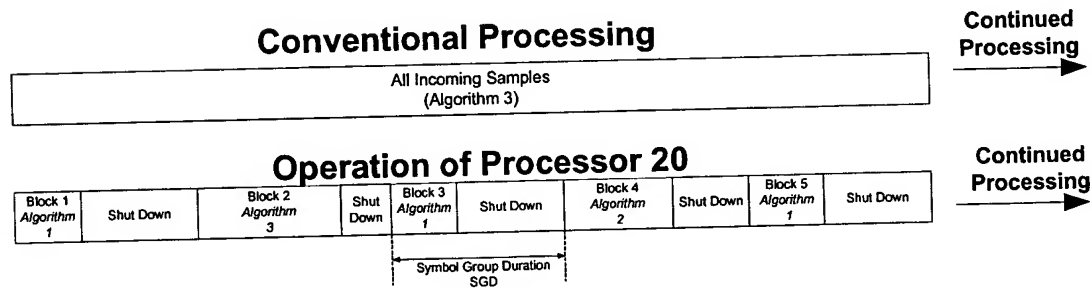 Conventional Processing
Continued
Processing
All Incoming Samples
(Algorithm 3)
Operation of Processor 20
Continued
Processing
Block 1
Algorithm
1
Shut Down
Block 2
Algorithm
3
Shut
Down
Block 3
Algorithm
1
Shut Down
Block 4
Algorithm
2
Shut Down
Block 5
Algorithm
1
Shut Down
Symbol Group Duration
SGD